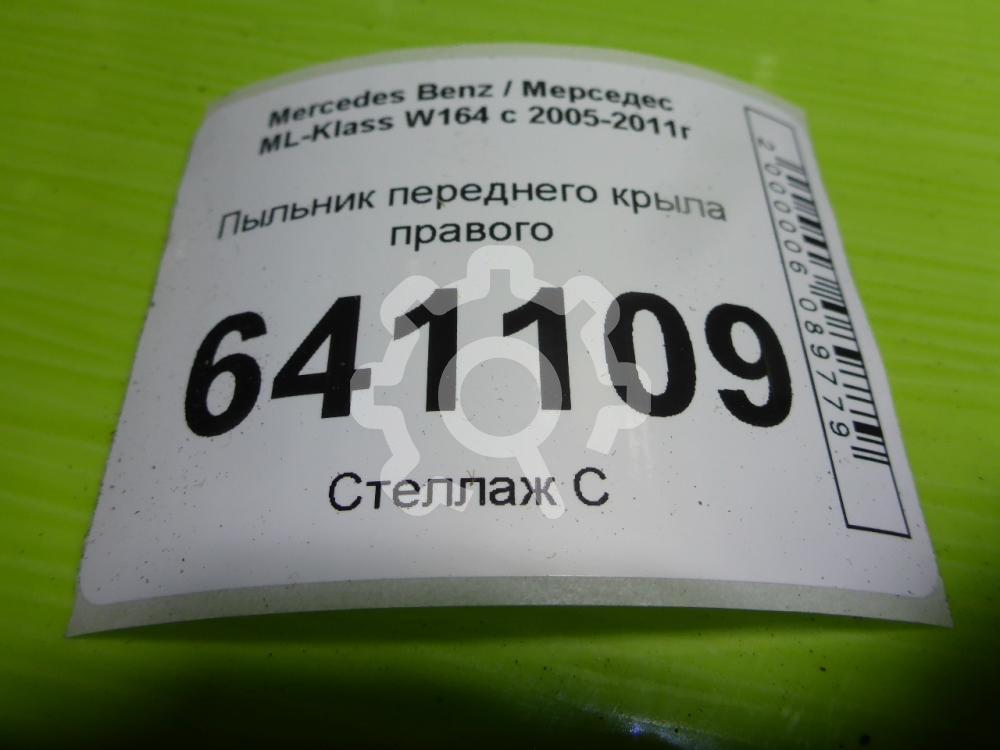 Mercedes Benz / Мерседес
ML-Klass W164 с 2005-2011г
Пыльник переднего крыла
правого
641109
Стеллаж С
2000006089779